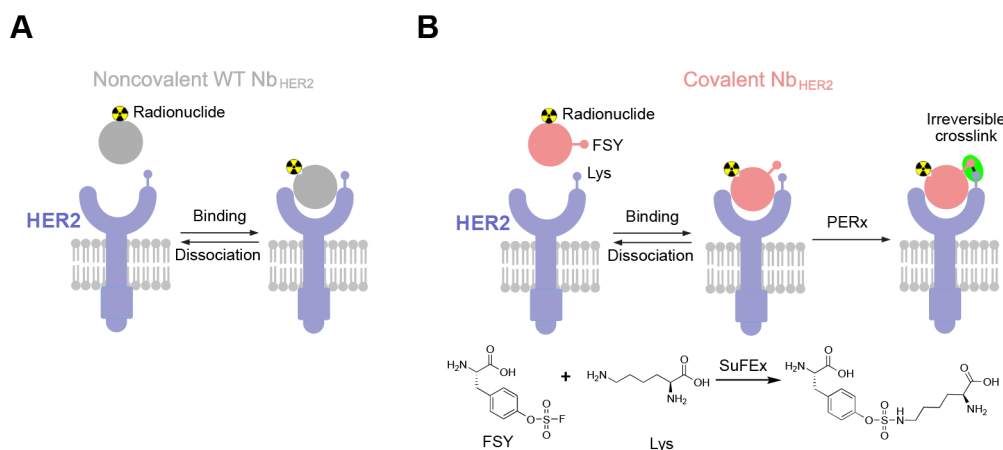 A
Noncovalent WT NbHER2
Radionuclide
HER2
Binding
Dissociation
B
Covalent NbHER2
Radionuclide
FSY
Lys
Irreversible
crosslink
HER2
Binding
Dissociation
PERx
H2N
O
OH
O
O
S
F
O
FSY
+
H2N
O
OH
NH2
Lys
SuFEx
H2N
O
OH
O
O
S
O
H
N
O
OH
NH2